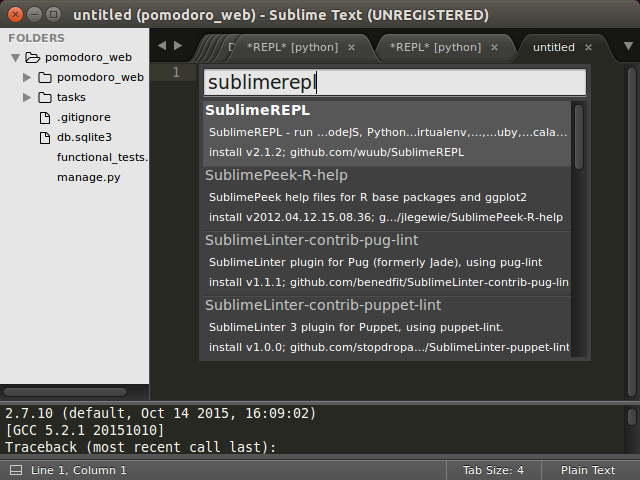 untitled (pomodoro_web) - Sublime Text (UNREGISTERED)
FOLDERS
pomodoro_web
pomodoro_web
tasks
.gitignore
db.sqlite3
functional_tests.
manage.py
*REPL* [python]
*REPL* [python]
untitled
1
sublimerepl
SublimeREPL
SublimeREPL - run ...odeJS, Python...irtualenv,...,...uby,...cala...
install v2.1.2; github.com/wuub/SublimeREPL
SublimePeek-R-help
SublimePeek help files for R base packages and ggplot2
install v2012.04.12.15.08.36; g.../jlegewie/SublimePeek-R-help
SublimeLinter-contrib-pug-lint
SublimeLinter plugin for Pug (formerly Jade), using pug-lint
install v1.1.1; github.com/benedfit/SublimeLinter-contrib-pug-lin
SublimeLinter-contrib-puppet-lint
SublimeLinter 3 plugin for Puppet, using puppet-lint.
install v1.0.0; github.com/stopdropa.../SublimeLinter-puppet-lint
2.7.10 (default, Oct 14 2015, 16:09:02)
[GCC 5.2.1 20151010]
Traceback (most recent call last):
Line 1, Column 1
Tab Size: 4
Plain Text